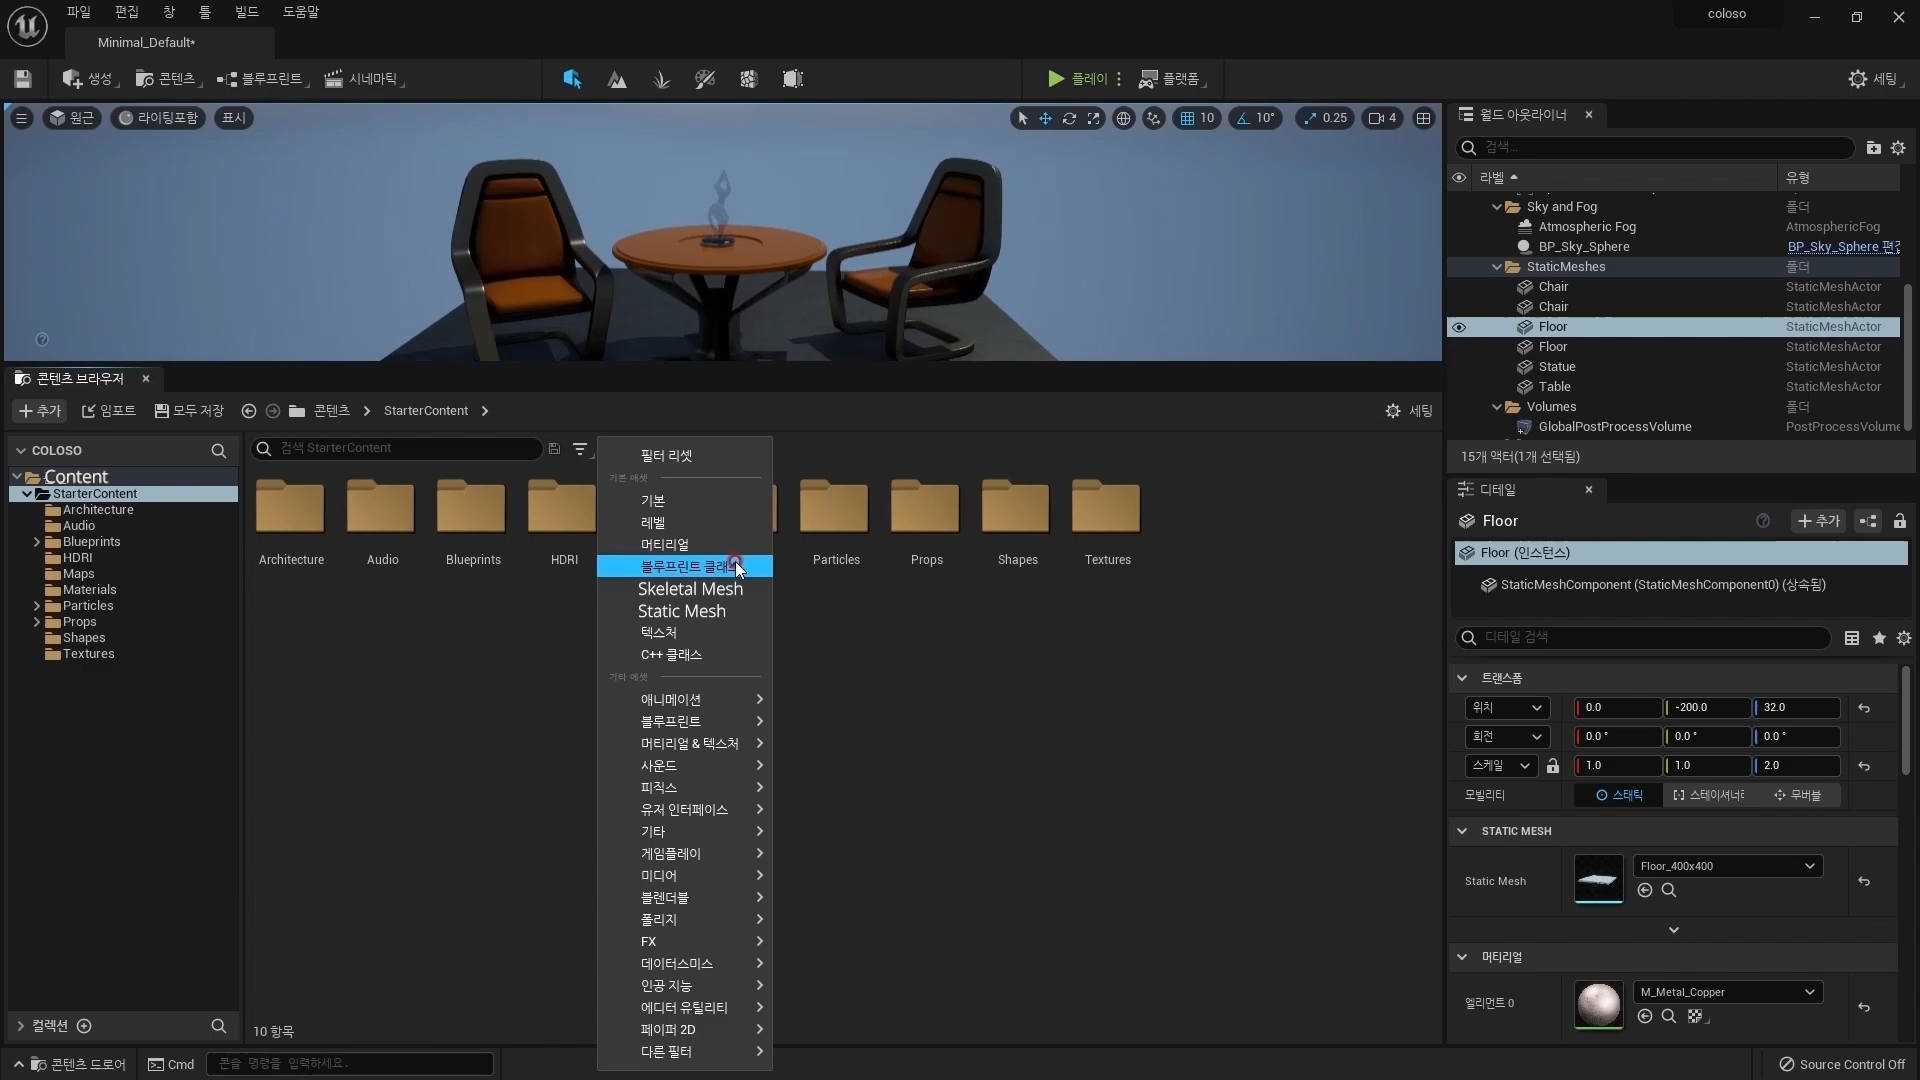 파일 편집 창 툴 빌드 도움말
coloso
Minimal_Default*
생성 콘텐츠 블루프린트 시네마틱 플레이 플랫폼 세팅
원근 라이팅포함 표시 10 10° 0.25 4
월드 아웃라이너
검색...
라벨 유형
Sky and Fog 폴더
Atmospheric Fog AtmosphericFog
BP_Sky_Sphere BP_Sky_Sphere 편집
StaticMeshes 폴더
Chair StaticMeshActor
Chair StaticMeshActor
Floor StaticMeshActor
Floor StaticMeshActor
Statue StaticMeshActor
Table StaticMeshActor
Volumes 폴더
GlobalPostProcessVolume PostProcessVolume
15개 액터(1개 선택됨)
콘텐츠 브라우저
추가 임포트 모두 저장 콘텐츠 StarterContent 세팅
COLOSO
Content
StarterContent
Architecture
Audio
Blueprints
HDRI
Maps
Materials
Particles
Props
Shapes
Textures
컬렉션
검색 StarterContent
Architecture Audio Blueprints HDRI Particles Props Shapes Textures
10 항목
필터 리셋
기본 애셋
기본
레벨
머티리얼
블루프린트 클래스
Skeletal Mesh
Static Mesh
텍스처
C++ 클래스
기타 애셋
애니메이션
블루프린트
머티리얼 & 텍스처
사운드
피직스
유저 인터페이스
기타
게임플레이
미디어
블렌더블
폴리지
FX
데이터스미스
인공 지능
에디터 유틸리티
페이퍼 2D
다른 필터
디테일
Floor 추가
Floor (인스턴스)
StaticMeshComponent (StaticMeshComponent0) (상속됨)
디테일 검색
트랜스폼
위치 0.0 -200.0 32.0
회전 0.0 ° 0.0 ° 0.0 °
스케일 1.0 1.0 2.0
모빌리티 스태틱 스테이셔너리 무버블
STATIC MESH
Static Mesh Floor_400x400
머티리얼
엘리먼트 0 M_Metal_Copper
콘텐츠 드로어 Cmd 콘솔 명령을 입력하세요. Source Control Off